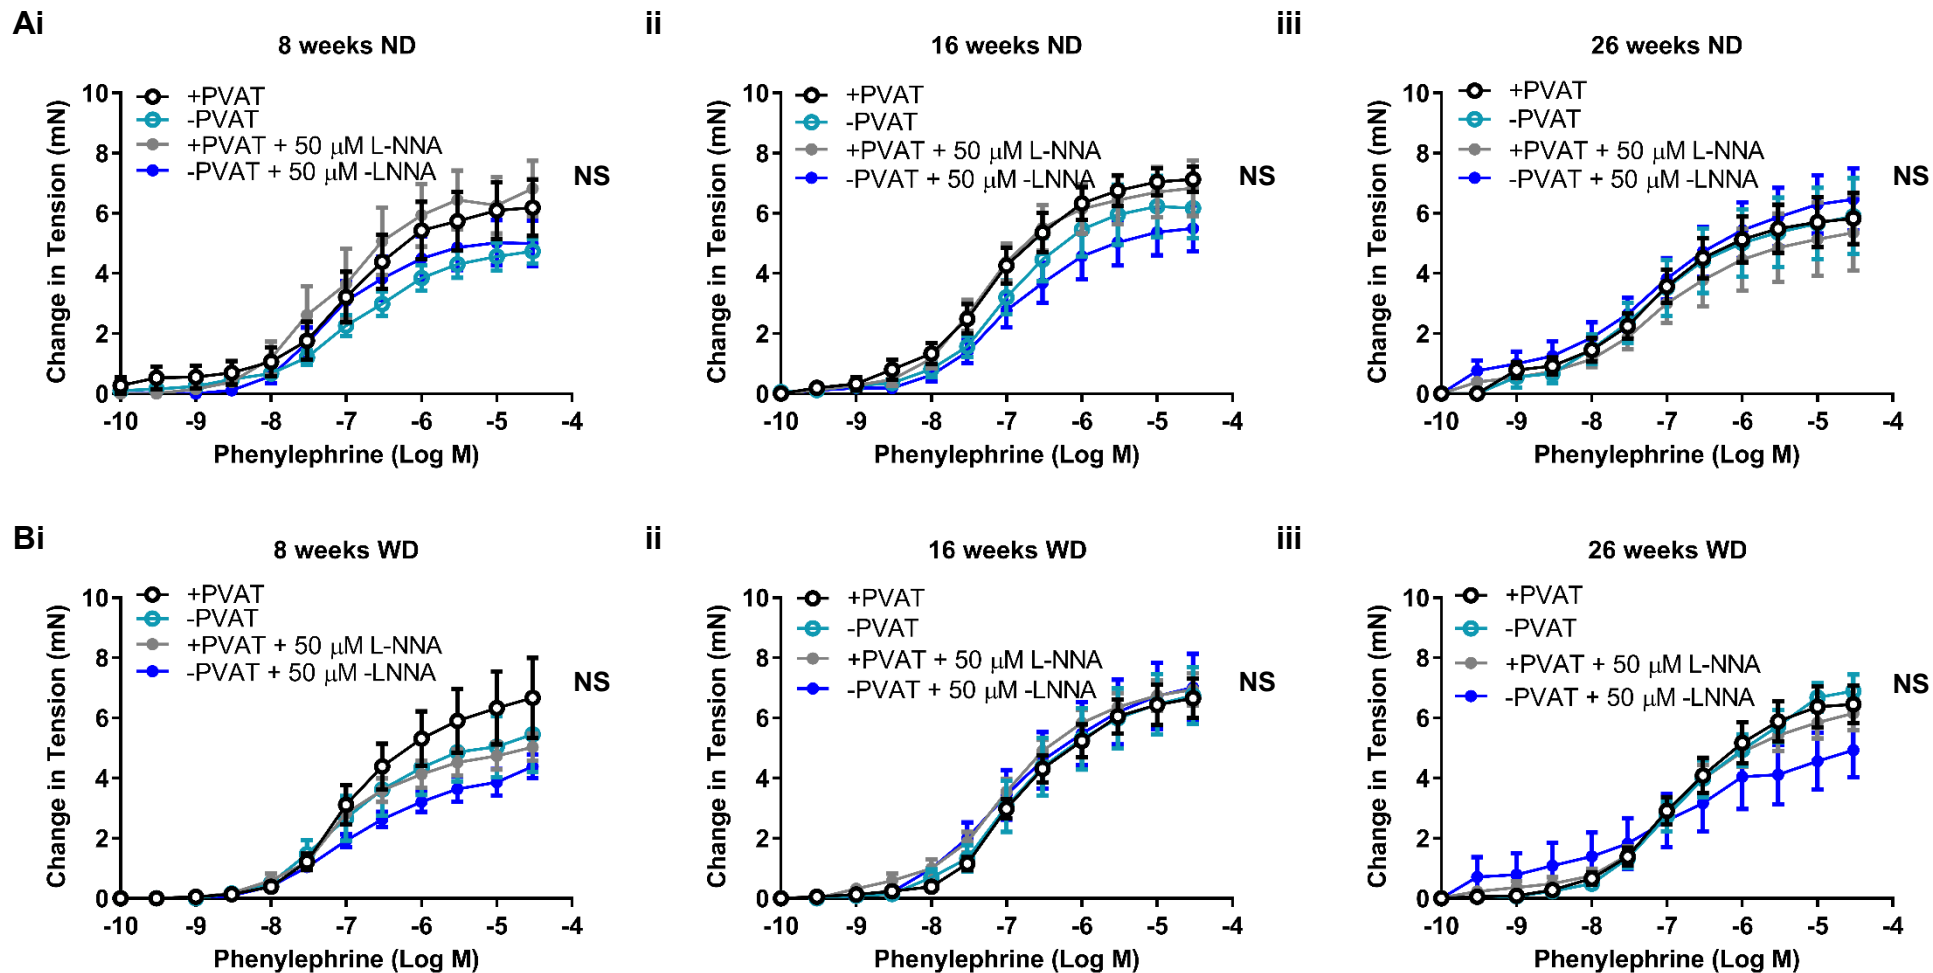 Ai
8 weeks ND
+PVAT
-PVAT
+PVAT + 50 μM L-NNA
-PVAT + 50 μM -LNNA
NS
Change in Tension (mN)
10
8
6
4
2
0
-10 -9 -8 -7 -6 -5 -4
Phenylephrine (Log M)
ii
16 weeks ND
+PVAT
-PVAT
+PVAT + 50 μM L-NNA
-PVAT + 50 μM -LNNA
NS
Change in Tension (mN)
10
8
6
4
2
0
-10 -9 -8 -7 -6 -5 -4
Phenylephrine (Log M)
iii
26 weeks ND
+PVAT
-PVAT
+PVAT + 50 μM L-NNA
-PVAT + 50 μM -LNNA
NS
Change in Tension (mN)
10
8
6
4
2
0
-10 -9 -8 -7 -6 -5 -4
Phenylephrine (Log M)
Bi
8 weeks WD
+PVAT
-PVAT
+PVAT + 50 μM L-NNA
-PVAT + 50 μM -LNNA
NS
Change in Tension (mN)
10
8
6
4
2
0
-10 -9 -8 -7 -6 -5 -4
Phenylephrine (Log M)
ii
16 weeks WD
+PVAT
-PVAT
+PVAT + 50 μM L-NNA
-PVAT + 50 μM -LNNA
NS
Change in Tension (mN)
10
8
6
4
2
0
-10 -9 -8 -7 -6 -5 -4
Phenylephrine (Log M)
iii
26 weeks WD
+PVAT
-PVAT
+PVAT + 50 μM L-NNA
-PVAT + 50 μM -LNNA
NS
Change in Tension (mN)
10
8
6
4
2
0
-10 -9 -8 -7 -6 -5 -4
Phenylephrine (Log M)